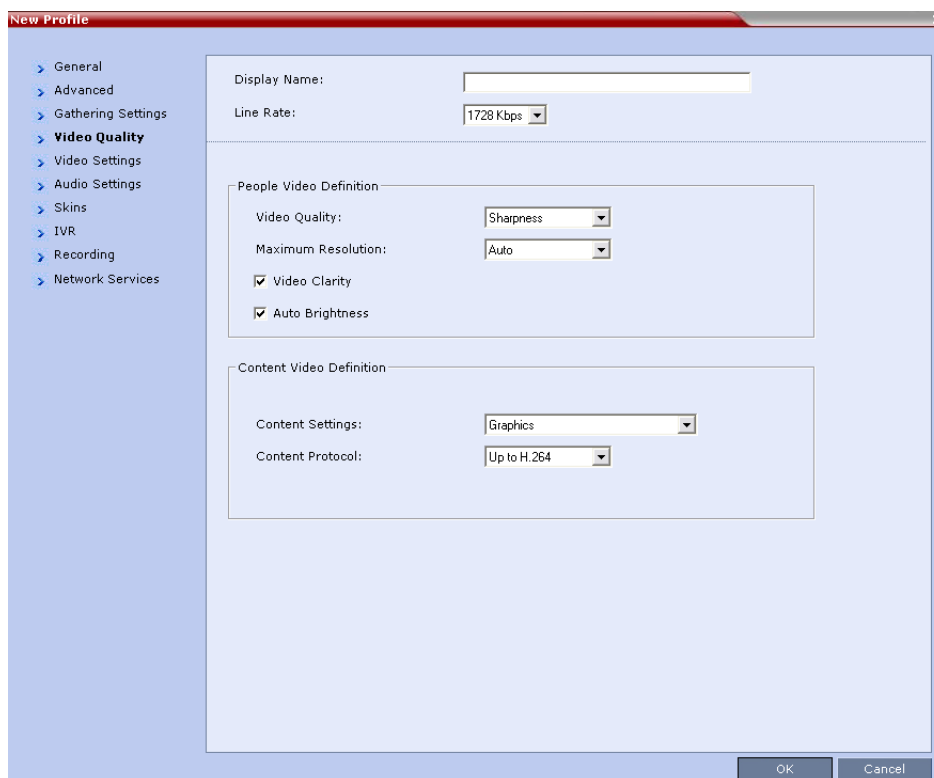 New Profile
General
Advanced
Gathering Settings
Video Quality
Video Settings
Audio Settings
Skins
IVR
Recording
Network Services
Display Name:
Line Rate: 1728 Kbps
People Video Definition
Video Quality: Sharpness
Maximum Resolution: Auto
Video Clarity
Auto Brightness
Content Video Definition
Content Settings: Graphics
Content Protocol: Up to H.264
OK Cancel